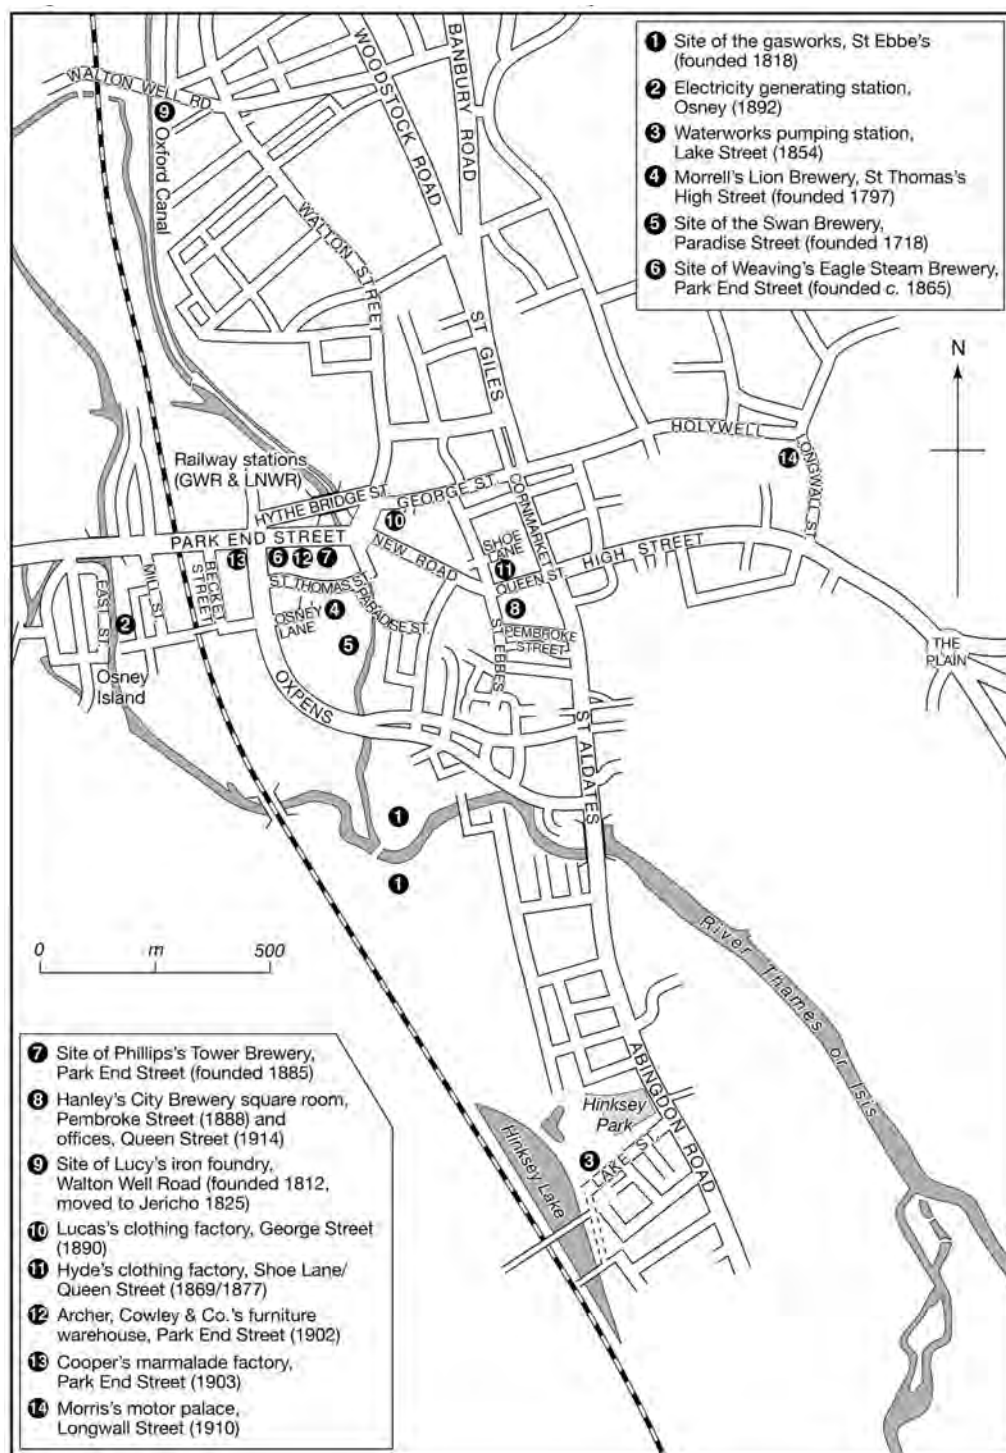 1 Site of the gasworks, St Ebbe's
(founded 1818)
2 Electricity generating station,
Osney (1892)
3 Waterworks pumping station,
Lake Street (1854)
4 Morrell's Lion Brewery, St Thomas's
High Street (founded 1797)
5 Site of the Swan Brewery,
Paradise Street (founded 1718)
6 Site of Weaving's Eagle Steam Brewery,
Park End Street (founded c. 1865)
N
WALTON WELL RD
WOODSTOCK ROAD
BANBURY ROAD
9
Oxford Canal
WALTON STREET
ST GILES
HOLYWELL
14
LONGWALL ST.
Railway stations
(GWR & LNWR)
HYTHE BRIDGE ST.
GEORGE ST.
CORNMARKET
10
PARK END STREET
NEW ROAD
SHOE
LANE
11
QUEEN ST.
HIGH STREET
13
6
12
7
BECKET
STREET
MILL ST.
EAST ST.
2
ST. THOMAS S
OSNEY
LANE
4
PARADISE ST.
5
8
PEMBROKE
STREET
ST. EBBES
THE
PLAIN
Osney
Island
OXPENS
ST ALDATES
1
1
River Thames or Isis
0 m 500
ABINGDON ROAD
Hinksey
Park
Hinksey Lake
3
LAKE ST.
7 Site of Phillips's Tower Brewery,
Park End Street (founded 1885)
8 Hanley's City Brewery square room,
Pembroke Street (1888) and
offices, Queen Street (1914)
9 Site of Lucy's iron foundry,
Walton Well Road (founded 1812,
moved to Jericho 1825)
10 Lucas's clothing factory, George Street
(1890)
11 Hyde's clothing factory, Shoe Lane/
Queen Street (1869/1877)
12 Archer, Cowley & Co.'s furniture
warehouse, Park End Street (1902)
13 Cooper's marmalade factory,
Park End Street (1903)
14 Morris's motor palace,
Longwall Street (1910)